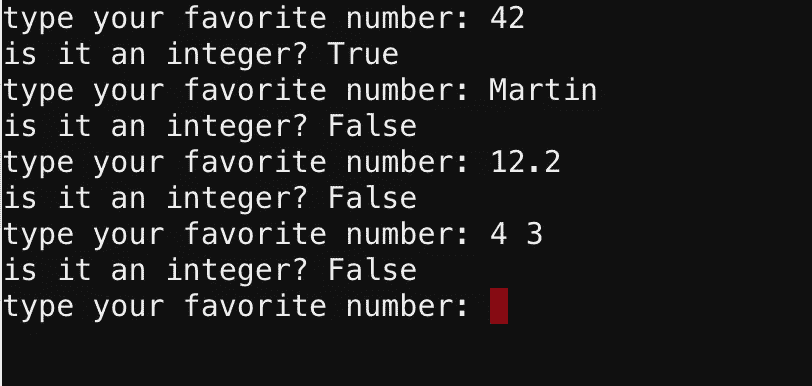 type your favorite number: 42
is it an integer? True
type your favorite number: Martin
is it an integer? False
type your favorite number: 12.2
is it an integer? False
type your favorite number: 4 3
is it an integer? False
type your favorite number: